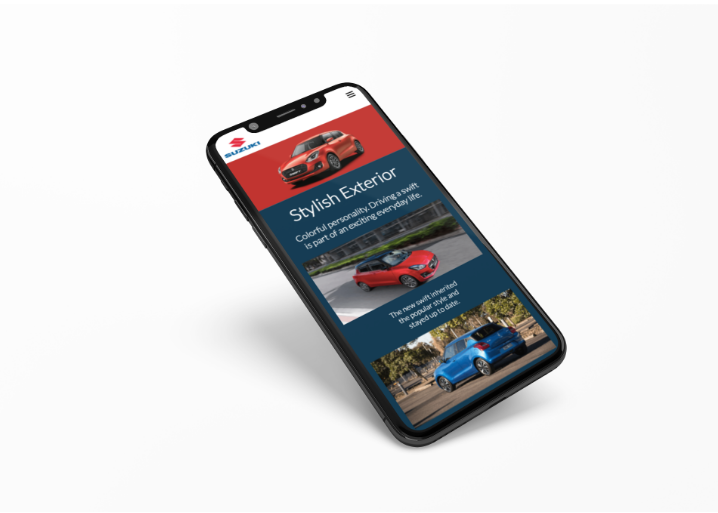 SUZUKI
Stylish Exterior
Colorful personality. Driving a swift
is part of an exciting everyday life.
The new swift inherited
the popular style and
stayed up to date.